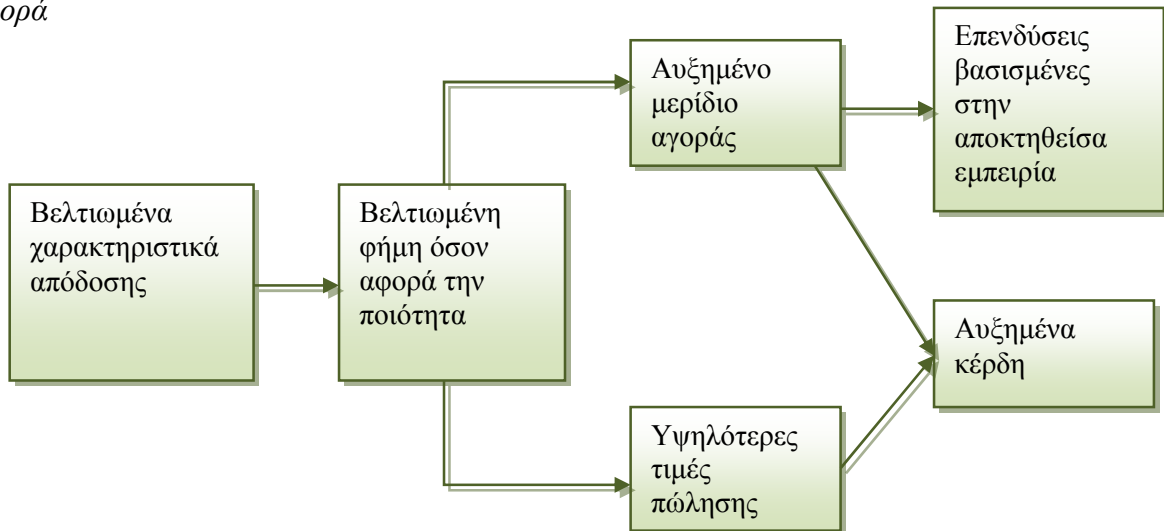 ορά
Βελτιωμένα
χαρακτηριστικά
απόδοσης
Βελτιωμένη
φήμη όσον
αφορά την
ποιότητα
Αυξημένο
μερίδιο
αγοράς
Επενδύσεις
βασισμένες
στην
αποκτηθείσα
εμπειρία
Υψηλότερες
τιμές
πώλησης
Αυξημένα
κέρδη